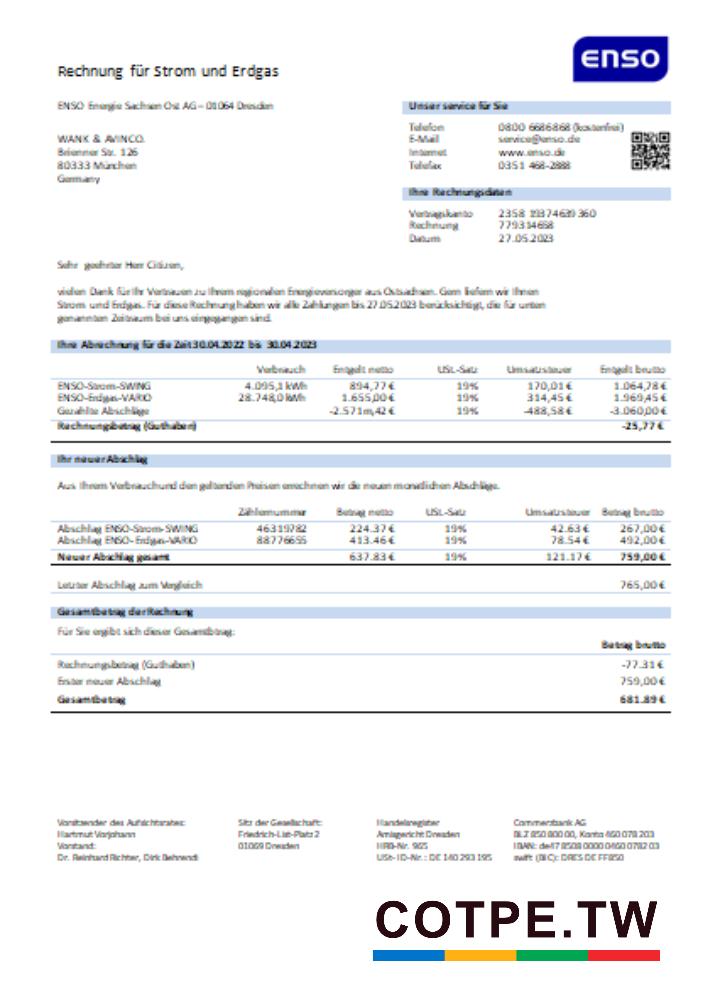 enso
Rechnung für Strom und Erdgas
ENSO Energie Sachsen Ost AG – 01064 Dresden
Unser service für Sie
Telefon 0800 6686868 (kostenfrei)
E-Mail service@enso.de
Internet www.enso.de
Telefax 0351 468-2888
WANK & AVINCO.
Brienner Str. 126
80333 München
Germany
Ihre Rechnungsdaten
Vertragskonto 2358 19374639 360
Rechnung 779314658
Datum 27.05.2023
Sehr geehrter Herr Citizen,
vielen Dank für Ihr Vertrauen zu Ihrem regionalen Energieversorger aus Ostsachsen. Gern liefern wir Ihnen
Strom und Erdgas. Für diese Rechnung haben wir alle Zahlungen bis 27.05.2023 berücksichtigt, die für unten
genannten Zeitraum bei uns eingegangen sind.
Ihre Abrechnung für die Zeit 30.04.2022 bis 30.04.2023
Verbrauch Entgelt netto USt.-Satz Umsatzsteuer Entgelt brutto
ENSO-Strom-SWING 4.095,1 kWh 894,77 € 19% 170,01 € 1.064,78 €
ENSO-Erdgas-VARIO 28.748,0 kWh 1.655,00 € 19% 314,45 € 1.969,45 €
Gezahlte Abschläge -2.571m,42 € 19% -488,58 € -3.060,00 €
Rechnungsbetrag (Guthaben) -25,77 €
Ihr neuer Abschlag
Aus Ihrem Verbrauch und den geltenden Preisen errechnen wir die neuen monatlichen Abschläge.
Zählernummer Betrag netto USt.-Satz Umsatzsteuer Betrag brutto
Abschlag ENSO-Strom-SWING 46319782 224.37 € 19% 42.63 € 267,00 €
Abschlag ENSO- Erdgas-VARIO 88776655 413.46 € 19% 78.54 € 492,00 €
Neuer Abschlag gesamt 637.83 € 19% 121.17 € 759,00 €
Letzter Abschlag zum Vergleich 765,00 €
Gesamtbetrag der Rechnung
Für Sie ergibt sich dieser Gesamtbtrag:
Betrag brutto
Rechnungsbetrag (Guthaben) -77.31 €
Erster neuer Abschlag 759,00 €
Gesamtbetrag 681.89 €
Vorsitzender des Aufsichtsrates: Sitz der Gesellschaft: Handelsregister Commerzbank AG
Hartmut Vorjohann Friedrich-List-Platz 2 Amtsgericht Dresden BLZ 850 800 00, Konto 460 078 203
Vorstand: 01069 Dresden HRB-Nr. 965 IBAN: de47 8508 0000 0460 0782 03
Dr. Reinhard Richter, Dirk Behrendt USt- ID-Nr. : DE 140 293 195 swift (BIC): DRES DE FF850
COTPE.TW